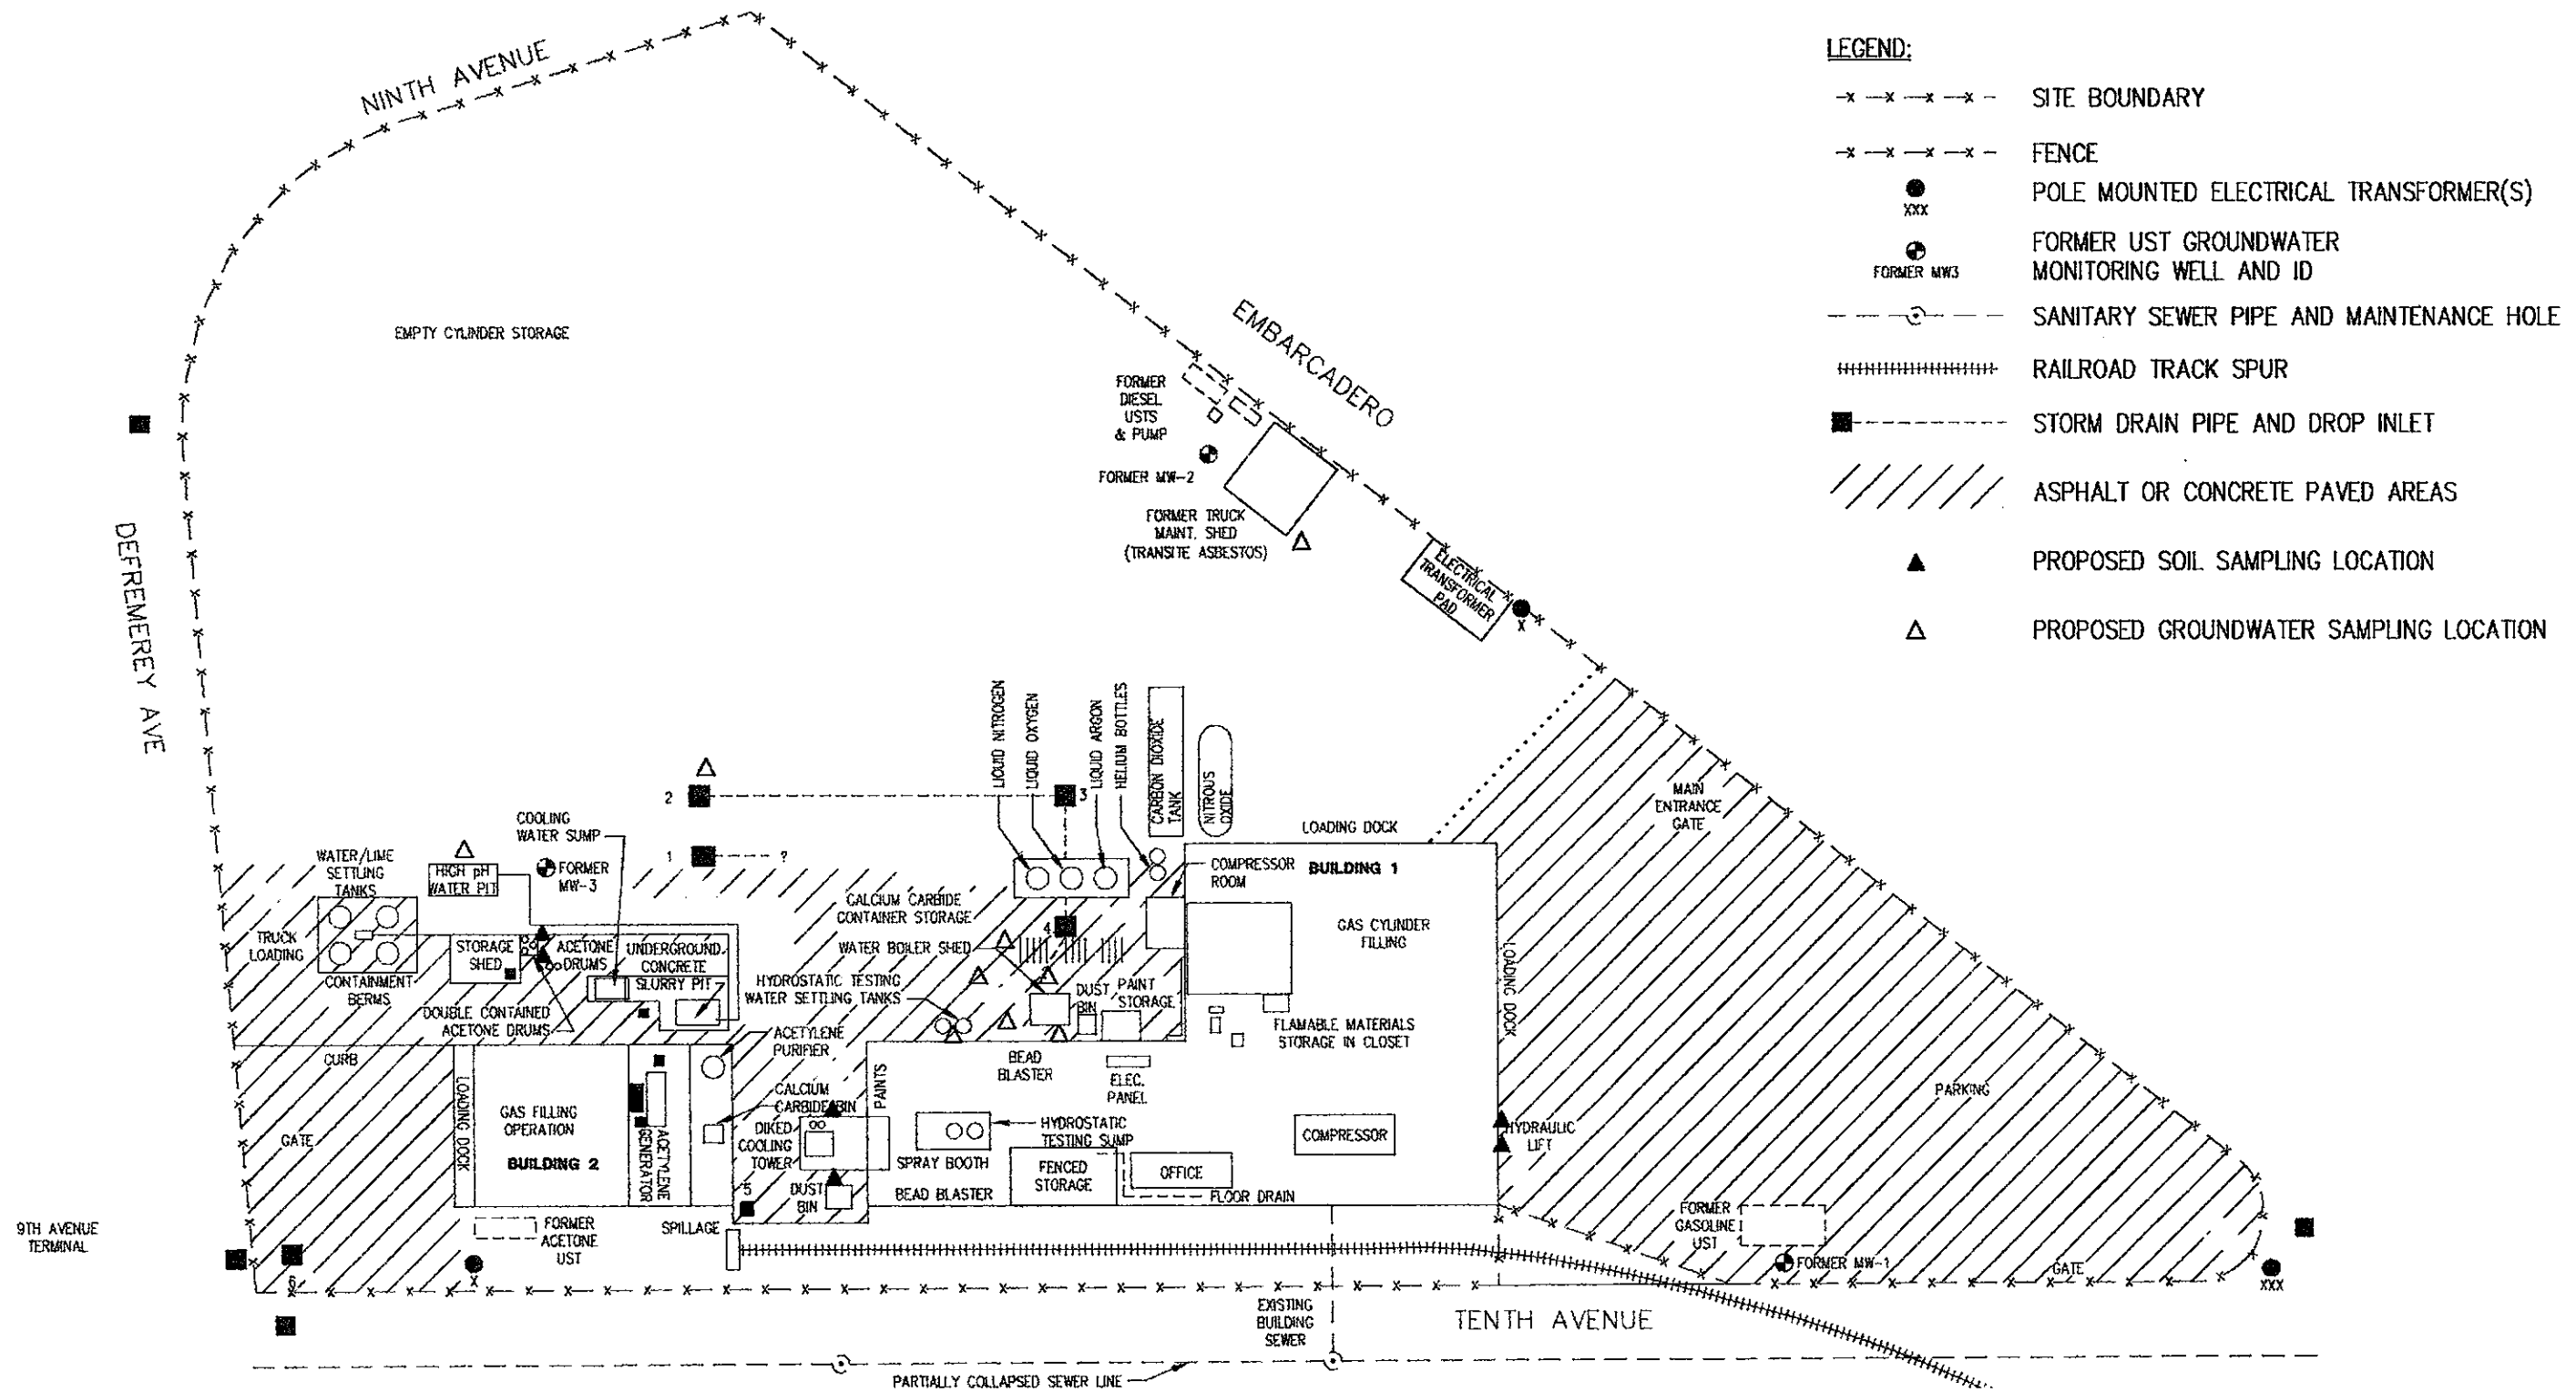 NINTH AVENUE
LEGEND:
SITE BOUNDARY
FENCE
POLE MOUNTED ELECTRICAL TRANSFORMER(S)
XXX
FORMER UST GROUNDWATER
MONITORING WELL AND ID
FORMER MW3
SANITARY SEWER PIPE AND MAINTENANCE HOLE
RAILROAD TRACK SPUR
STORM DRAIN PIPE AND DROP INLET
ASPHALT OR CONCRETE PAVED AREAS
PROPOSED SOIL SAMPLING LOCATION
PROPOSED GROUNDWATER SAMPLING LOCATION
EMPTY CYLINDER STORAGE
EMBARCADERO
FORMER
DIESEL
USTS
& PUMP
FORMER MW-2
FORMER TRUCK
MAINT. SHED
(TRANSITE ASBESTOS)
ELECTRICAL
TRANSFORMER
PAD
X
DEFREMEREY AVE
LIQUID NITROGEN
LIQUID OXYGEN
LIQUID ARGON
HELIUM BOTTLES
CARBON DIOXIDE
TANK
NITROUS
OXIDE
2
3
1
?
MAIN
ENTRANCE
GATE
COOLING
WATER SUMP
WATER/LIME
SETTLING
TANKS
HIGH pH
WATER PIT
FORMER
MW-3
LOADING DOCK
COMPRESSOR
ROOM
BUILDING 1
CALCIUM CARBIDE
CONTAINER STORAGE
GAS CYLINDER
FILLING
4
TRUCK
LOADING
STORAGE
SHED
ACETONE
DRUMS
UNDERGROUND
CONCRETE
SLURRY PIT
WATER BOILER SHED
HYDROSTATIC TESTING
WATER SETTLING TANKS
CONTAINMENT
BERMS
DUST
BIN
PAINT
STORAGE
LOADING DOCK
DOUBLE CONTAINED
ACETONE DRUMS
FLAMABLE MATERIALS
STORAGE IN CLOSET
ACETYLENE
PURIFIER
CURB
BEAD
BLASTER
ELEC.
PANEL
PAINTS
LOADING DOCK
GAS FILLING
OPERATION
CALCIUM
CARBIDE BIN
PARKING
GATE
DIKED
COOLING
TOWER
HYDROSTATIC
TESTING SUMP
COMPRESSOR
HYDRAULIC
LIFT
BUILDING 2
ACETYLENE
GENERATOR
SPRAY BOOTH
FENCED
STORAGE
OFFICE
5
DUST
BIN
BEAD BLASTER
FLOOR DRAIN
9TH AVENUE
TERMINAL
FORMER
ACETONE
UST
SPILLAGE
FORMER
GASOLINE
UST
FORMER MW-1
GATE
6
X
XXX
EXISTING
BUILDING
SEWER
TENTH AVENUE
PARTIALLY COLLAPSED SEWER LINE